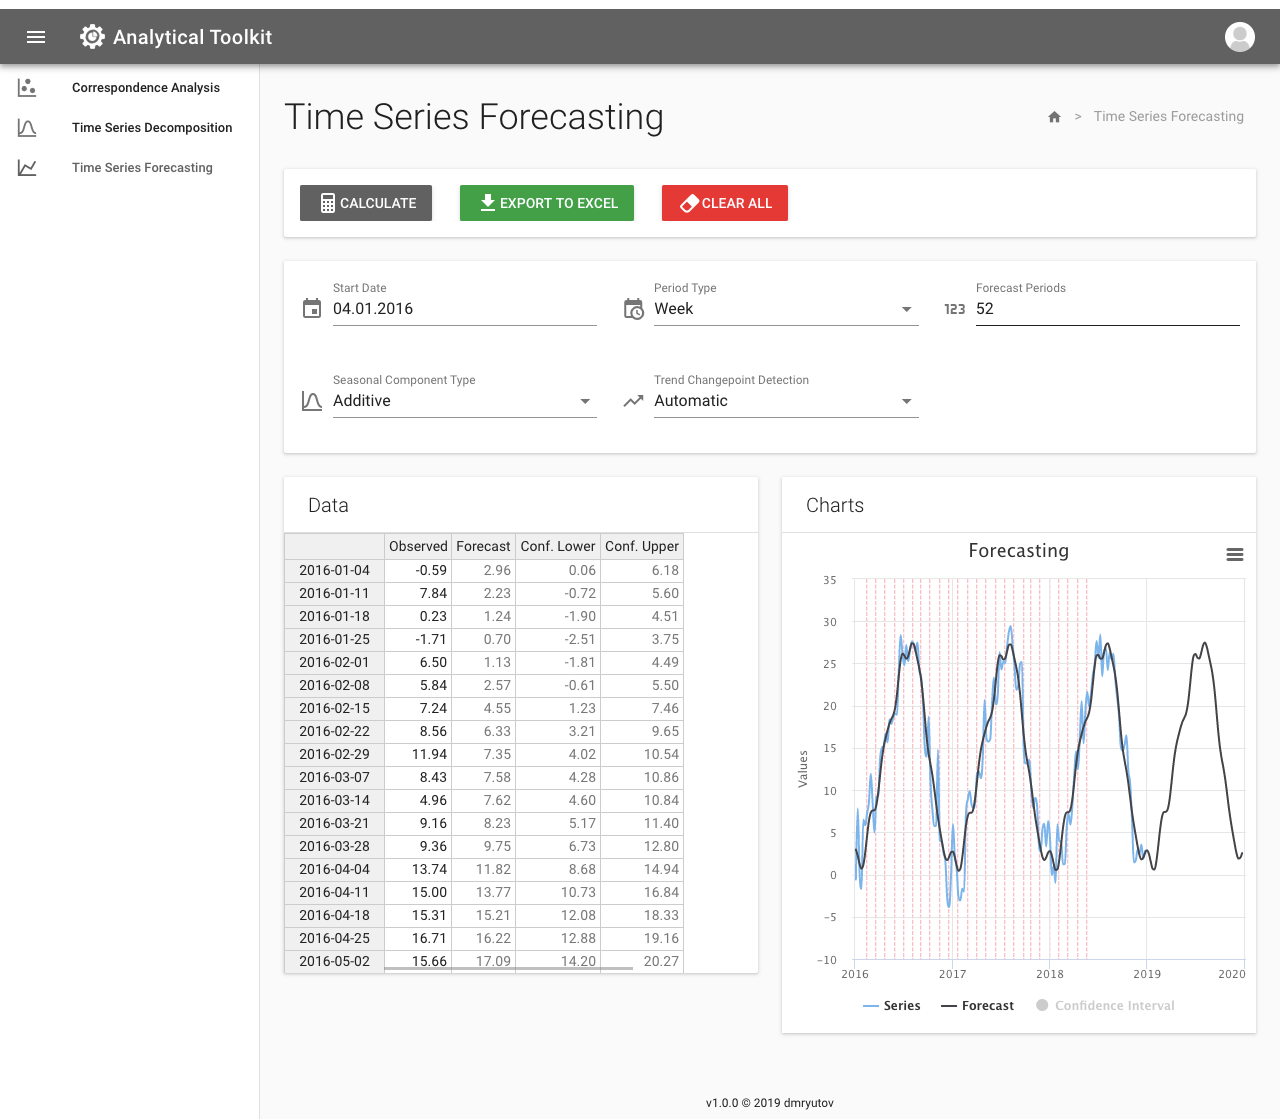 Analytical Toolkit
Correspondence Analysis
Time Series Decomposition
Time Series Forecasting
Time Series Forecasting
> Time Series Forecasting
CALCULATE
EXPORT TO EXCEL
CLEAR ALL
Start Date
04.01.2016
Period Type
Week
123
Forecast Periods
52
Seasonal Component Type
Additive
Trend Changepoint Detection
Automatic
Data
Observed Forecast Conf. Lower Conf. Upper
2016-01-04 -0.59 2.96 0.06 6.18
2016-01-11 7.84 2.23 -0.72 5.60
2016-01-18 0.23 1.24 -1.90 4.51
2016-01-25 -1.71 0.70 -2.51 3.75
2016-02-01 6.50 1.13 -1.81 4.49
2016-02-08 5.84 2.57 -0.61 5.50
2016-02-15 7.24 4.55 1.23 7.46
2016-02-22 8.56 6.33 3.21 9.65
2016-02-29 11.94 7.35 4.02 10.54
2016-03-07 8.43 7.58 4.28 10.86
2016-03-14 4.96 7.62 4.60 10.84
2016-03-21 9.16 8.23 5.17 11.40
2016-03-28 9.36 9.75 6.73 12.80
2016-04-04 13.74 11.82 8.68 14.94
2016-04-11 15.00 13.77 10.73 16.84
2016-04-18 15.31 15.21 12.08 18.33
2016-04-25 16.71 16.22 12.88 19.16
2016-05-02 15.66 17.09 14.20 20.27
Charts
Forecasting
Values
35
30
25
20
15
10
5
0
−5
−10
2016 2017 2018 2019 2020
Series Forecast Confidence Interval
v1.0.0 © 2019 dmryutov